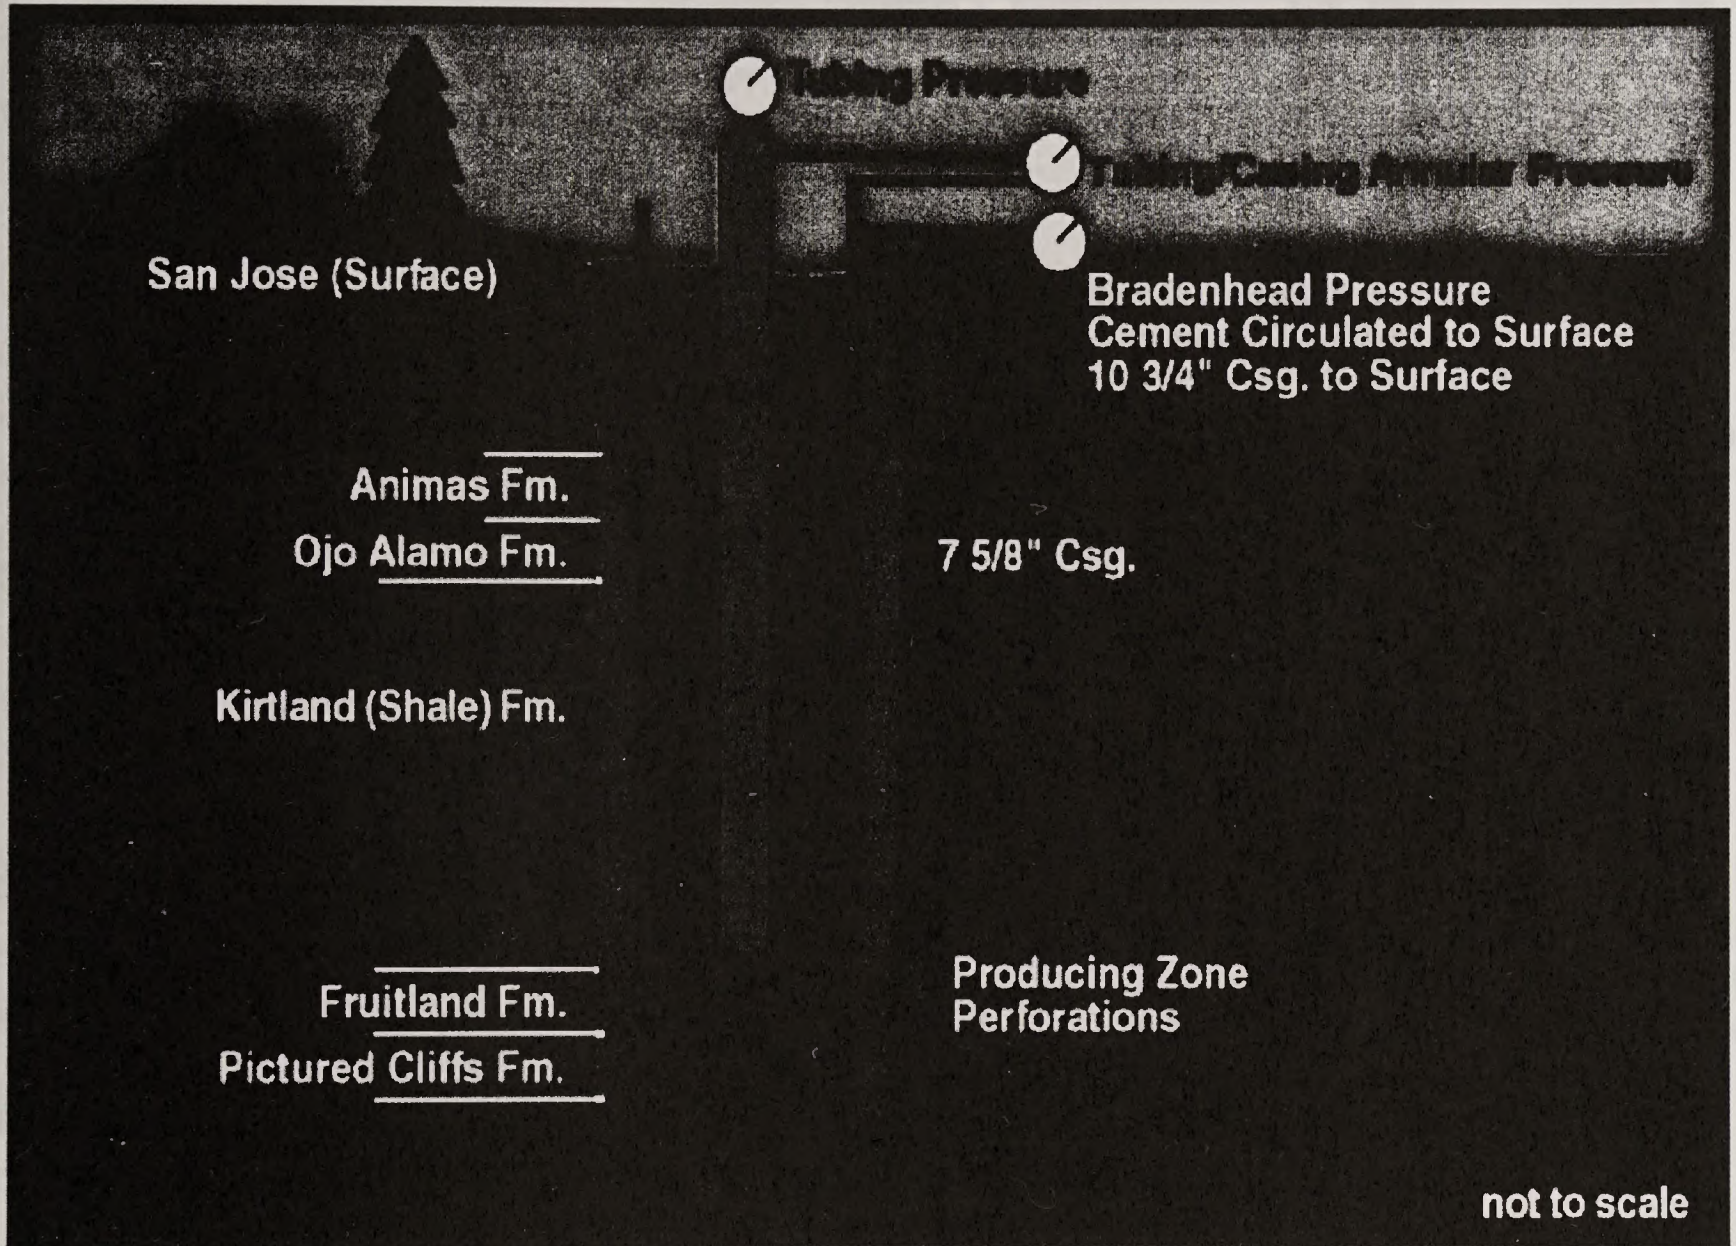 Tubing Pressure
Tubing/Casing Annular Pressure
San Jose (Surface)
Bradenhead Pressure
Cement Circulated to Surface
10 3/4" Csg. to Surface
Animas Fm.
Ojo Alamo Fm.
7 5/8" Csg.
Kirtland (Shale) Fm.
Producing Zone
Perforations
Fruitland Fm.
Pictured Cliffs Fm.
not to scale